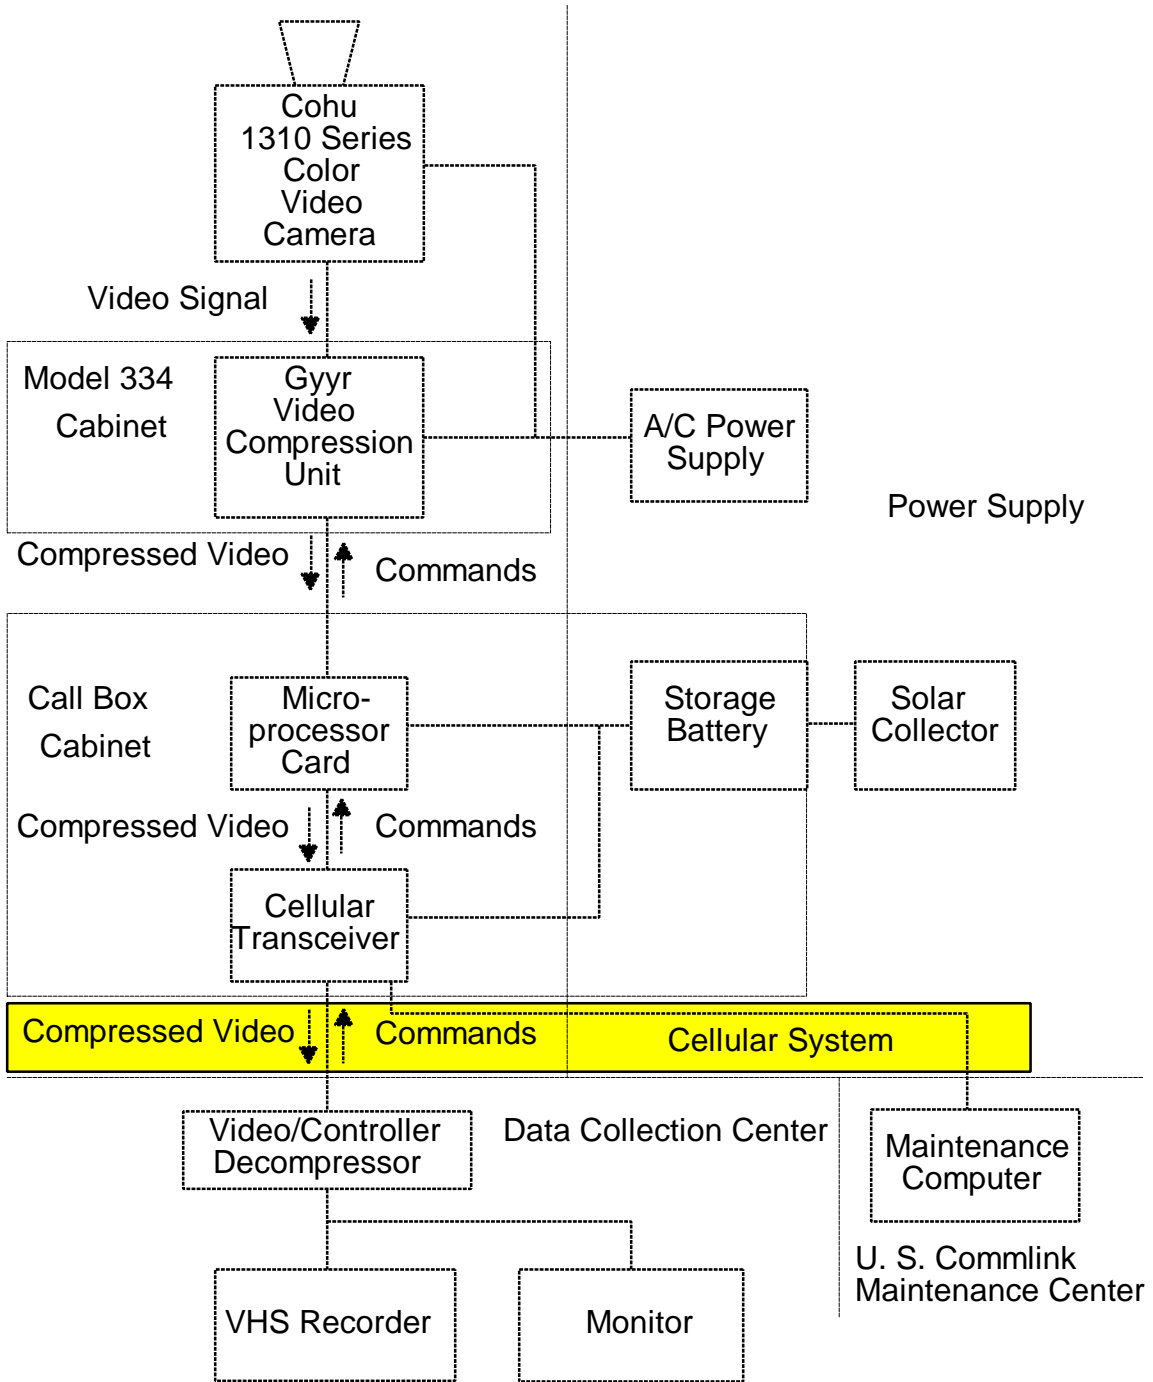 Cohu
1310 Series
Color
Video
Camera
Video Signal
Model 334
Cabinet
Gyyr
Video
Compression
Unit
A/C Power
Supply
Power Supply
Compressed Video
Commands
Call Box
Cabinet
Micro-
processor
Card
Storage
Battery
Solar
Collector
Compressed Video
Commands
Cellular
Transceiver
Compressed Video
Commands
Cellular System
Video/Controller
Decompressor
Data Collection Center
Maintenance
Computer
U. S. Commlink
Maintenance Center
VHS Recorder
Monitor